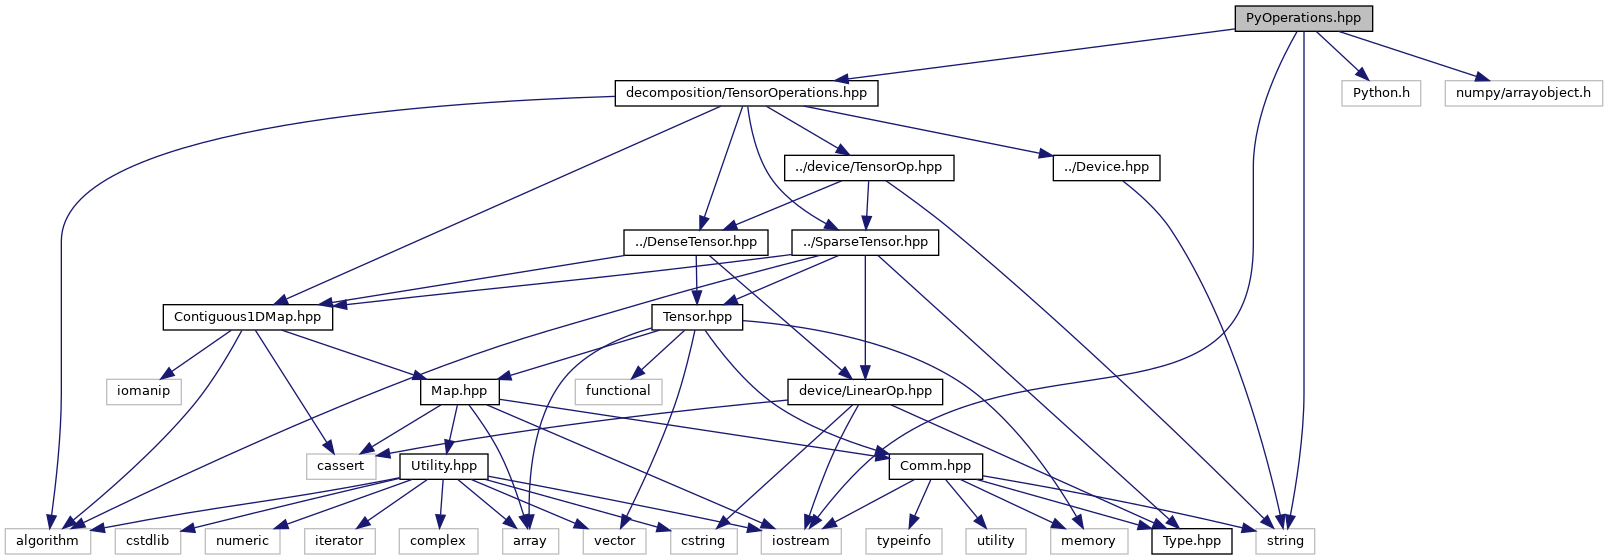 PyOperations.hpp
decomposition/TensorOperations.hpp
Python.h
numpy/arrayobject.h
../device/TensorOp.hpp
../Device.hpp
../DenseTensor.hpp
../SparseTensor.hpp
Contiguous1DMap.hpp
Tensor.hpp
iomanip
Map.hpp
functional
device/LinearOp.hpp
cassert
Utility.hpp
Comm.hpp
algorithm
cstdlib
numeric
iterator
complex
array
vector
cstring
iostream
typeinfo
utility
memory
Type.hpp
string